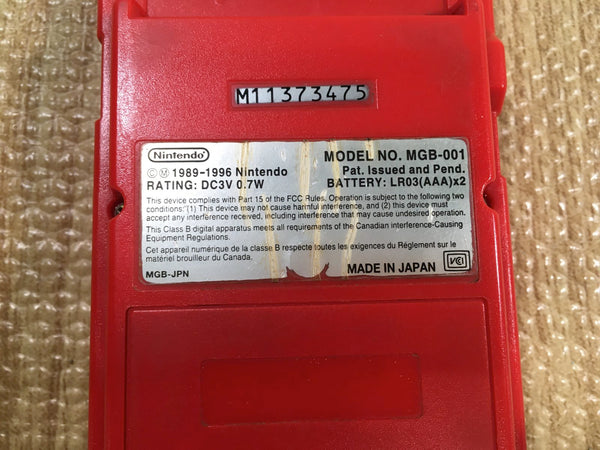 M11373475
Nintendo
MODEL NO. MGB-001
©Ⓜ 1989-1996 Nintendo
Pat. Issued and Pend.
RATING: DC3V 0.7W
BATTERY: LR03(AAA)x2
This device complies with Part 15 of the FCC Rules. Operation is subject to the following two
conditions: (1) This device may not cause harmful interference, and (2) this device must
accept any interference received, including interference that may cause undesired operation.
This Class B digital apparatus meets all requirements of the Canadian Interference-Causing
Equipment Regulations.
Cet appareil numérique de la classe B respecte toutes les exigences du Réglement sur le
matériel brouilleur du Canada.
MGB-JPN
MADE IN JAPAN
VCI